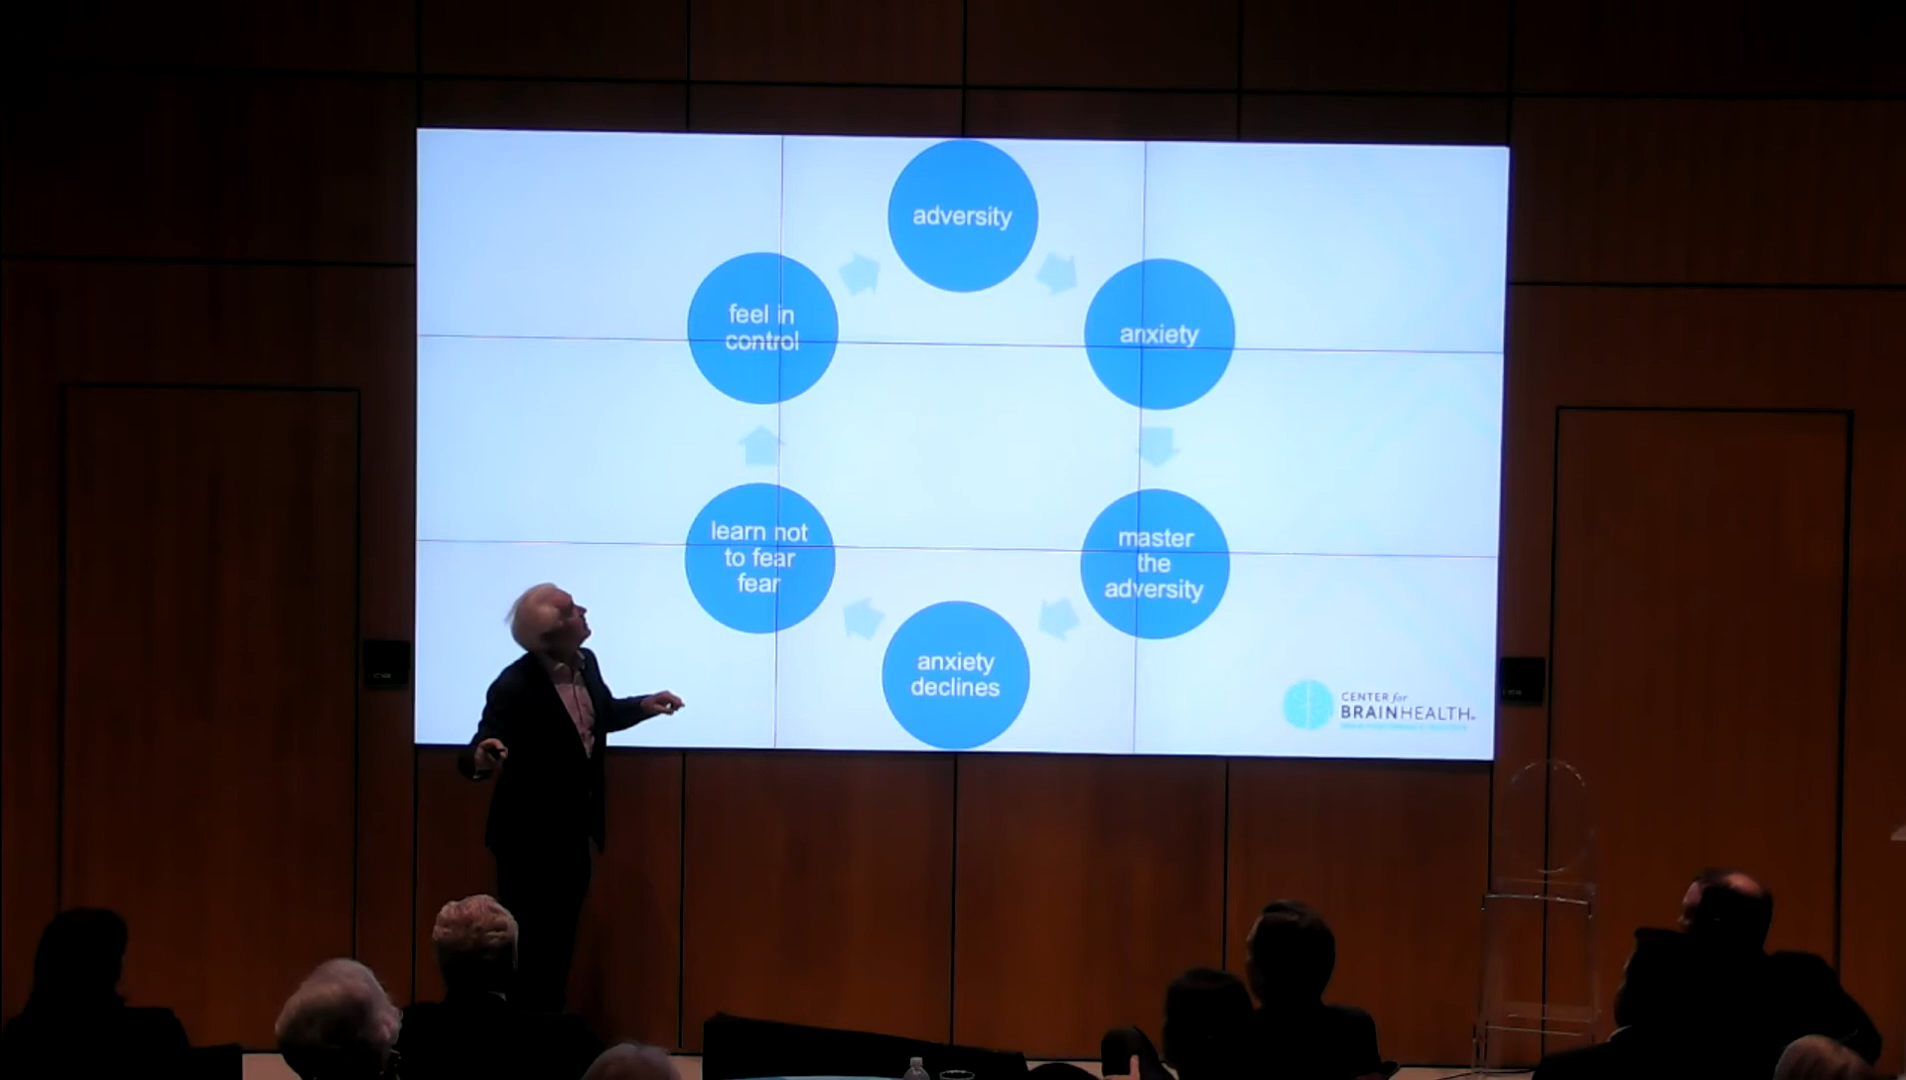 adversity
anxiety
master
the
adversity
anxiety
declines
learn not
to fear
fear
feel in
control
CENTER for
BRAINHEALTH